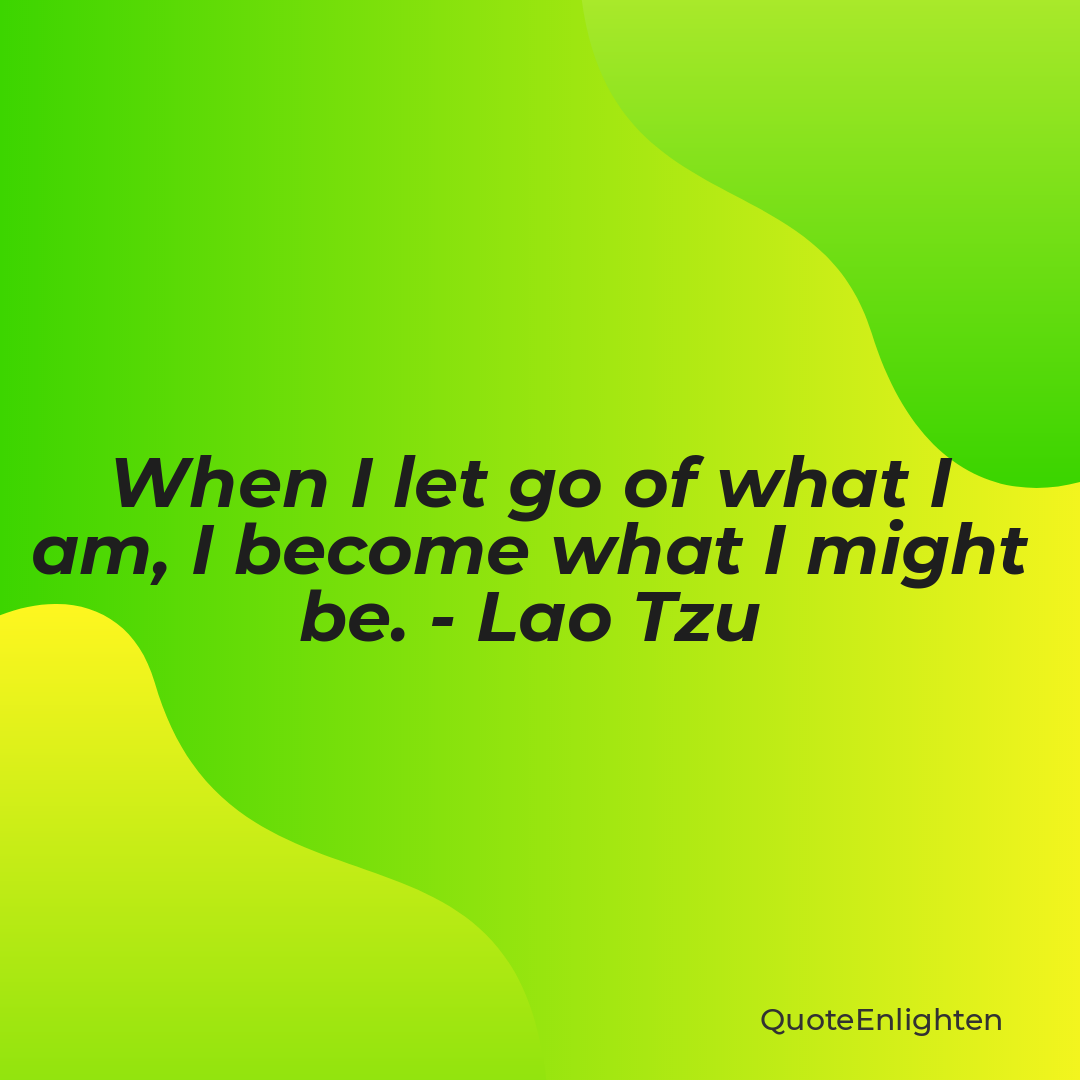 When I let go of what I
am, I become what I might
be. - Lao Tzu
QuoteEnlighten